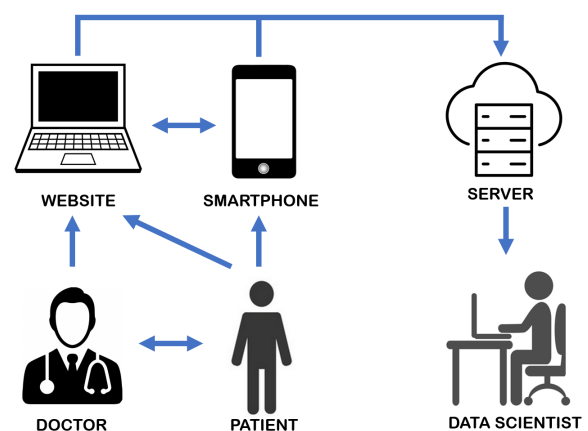 WEBSITE
SMARTPHONE
SERVER
DOCTOR
PATIENT
DATA SCIENTIST